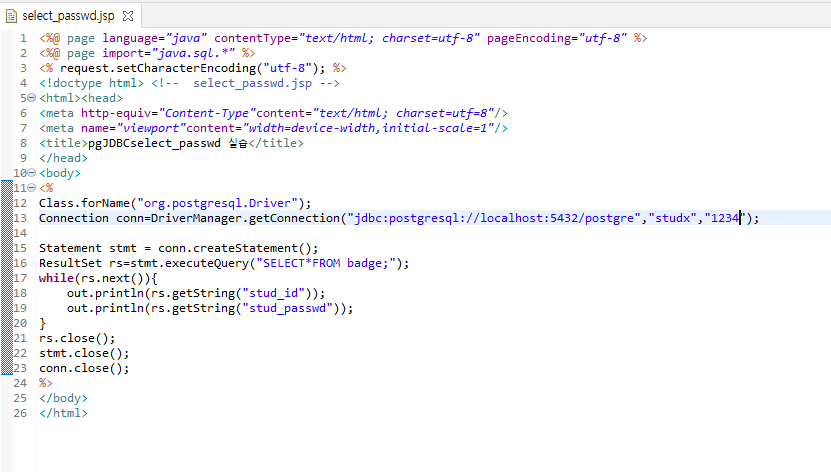 select_passwd.jsp
1 <%@ page language="java" contentType="text/html; charset=utf-8" pageEncoding="utf-8" %>
2 <%@ page import="java.sql.*" %>
3 <% request.setCharacterEncoding("utf-8"); %>
4 <!doctype html> <!--  select_passwd.jsp -->
5 <html><head>
6 <meta http-equiv="Content-Type"content="text/html; charset=utf=8"/>
7 <meta name="viewport"content="width=device-width,initial-scale=1"/>
8 <title>pgJDBCselect_passwd 실습</title>
9 </head>
10 <body>
11 <%
12 Class.forName("org.postgresql.Driver");
13 Connection conn=DriverManager.getConnection("jdbc:postgresql://localhost:5432/postgre","studx","1234");
14
15 Statement stmt = conn.createStatement();
16 ResultSet rs=stmt.executeQuery("SELECT*FROM badge;");
17 while(rs.next()){
18     out.println(rs.getString("stud_id"));
19     out.println(rs.getString("stud_passwd"));
20 }
21 rs.close();
22 stmt.close();
23 conn.close();
24 %>
25 </body>
26 </html>